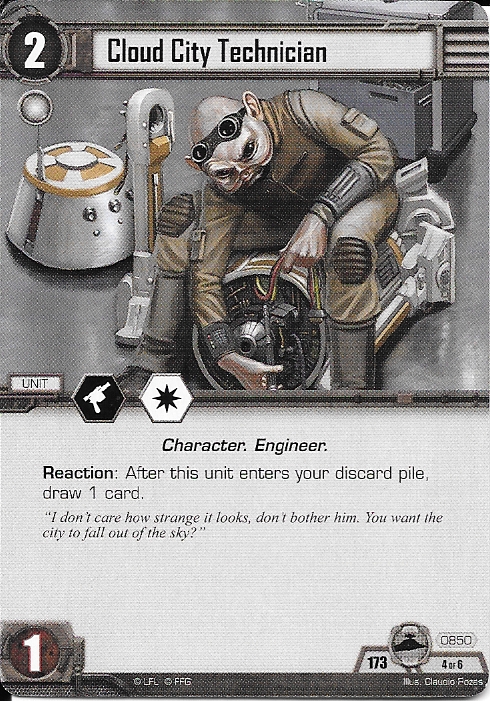 2
Cloud City Technician
UNIT
Character. Engineer.
Reaction: After this unit enters your discard pile,
draw 1 card.
“I don’t care how strange it looks, don’t bother him. You want the
city to fall out of the sky?”
1
0850
173
4 OF 6
© LFL © FFG
Illus. Claudio Pozas